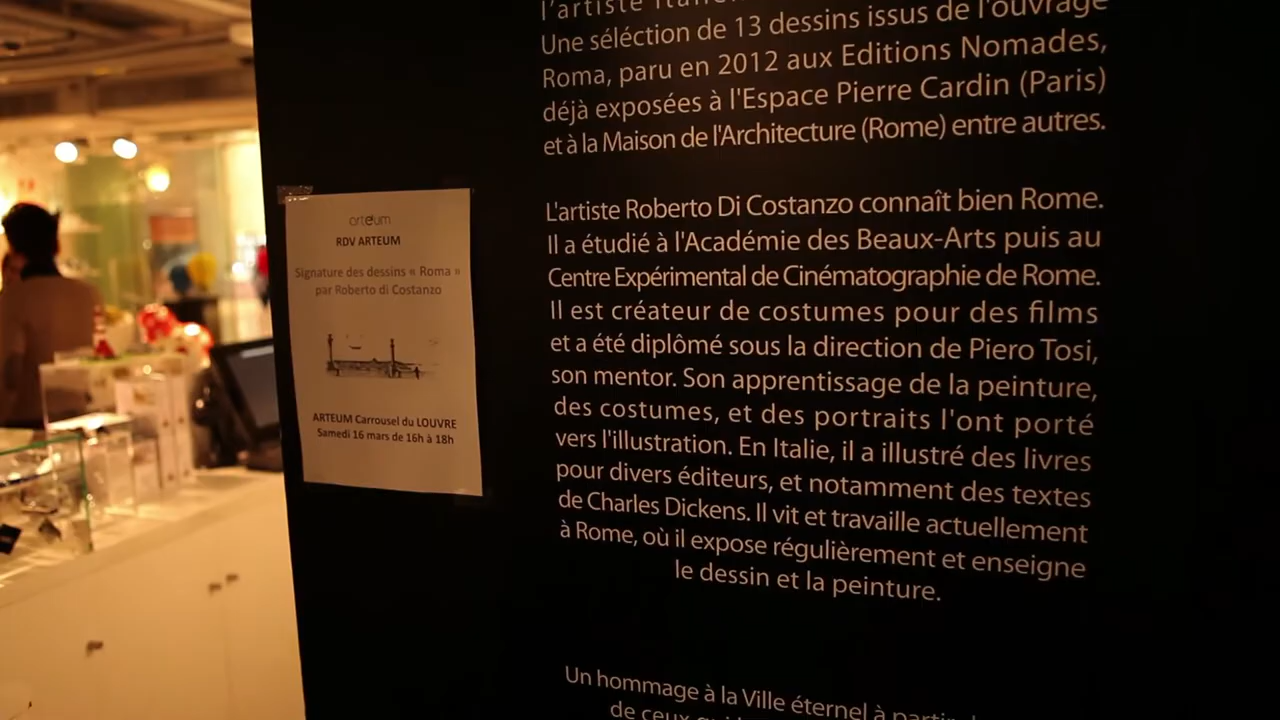 arteum
RDV ARTEUM
Signature des dessins « Roma »
par Roberto di Costanzo
ARTEUM Carrousel du LOUVRE
Samedi 16 mars de 16h à 18h
l'artiste
Une séléction de 13 dessins issus de l'ouvrage
Roma, paru en 2012 aux Editions Nomades,
déjà exposées à l'Espace Pierre Cardin (Paris)
et à la Maison de l'Architecture (Rome) entre autres.
L'artiste Roberto Di Costanzo connaît bien Rome.
Il a étudié à l'Académie des Beaux-Arts puis au
Centre Expérimental de Cinématographie de Rome.
Il est créateur de costumes pour des films
et a été diplômé sous la direction de Piero Tosi,
son mentor. Son apprentissage de la peinture,
des costumes, et des portraits l'ont porté
vers l'illustration. En Italie, il a illustré des livres
pour divers éditeurs, et notamment des textes
de Charles Dickens. Il vit et travaille actuellement
à Rome, où il expose régulièrement et enseigne
le dessin et la peinture.
Un hommage à la Ville éternel à
de ceux